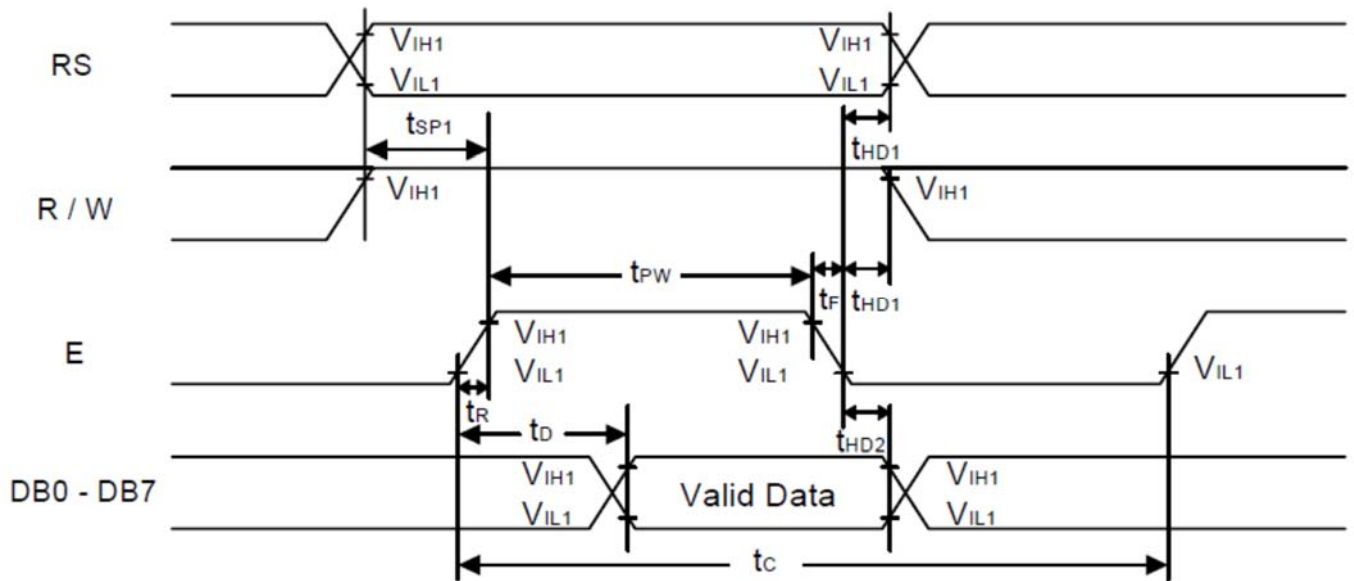 RS
VIH1 VIH1
VIL1 VIL1
tSP1 tHD1
R / W
VIH1 VIH1
tPW tF tHD1
E
VIH1 VIH1
VIL1 VIL1 VIL1
tR tD tHD2
DB0 - DB7
VIH1 Valid Data VIH1
VIL1 VIL1
tC